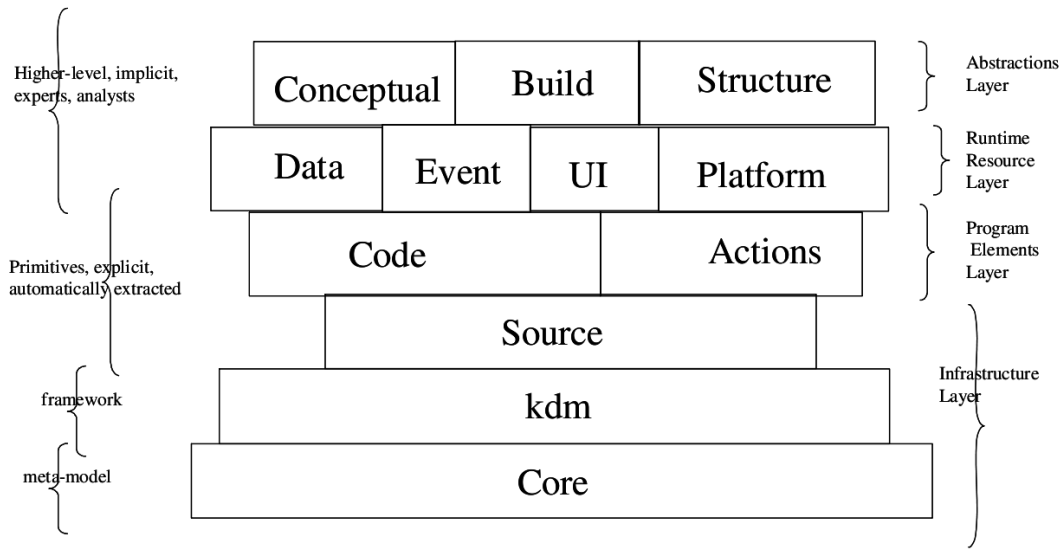 Higher-level, implicit,
experts, analysts
Conceptual
Build
Structure
Abstractions
Layer
Data
Event
UI
Platform
Runtime
Resource
Layer
Primitives, explicit,
automatically extracted
Code
Actions
Program
Elements
Layer
Source
framework
kdm
Infrastructure
Layer
meta-model
Core